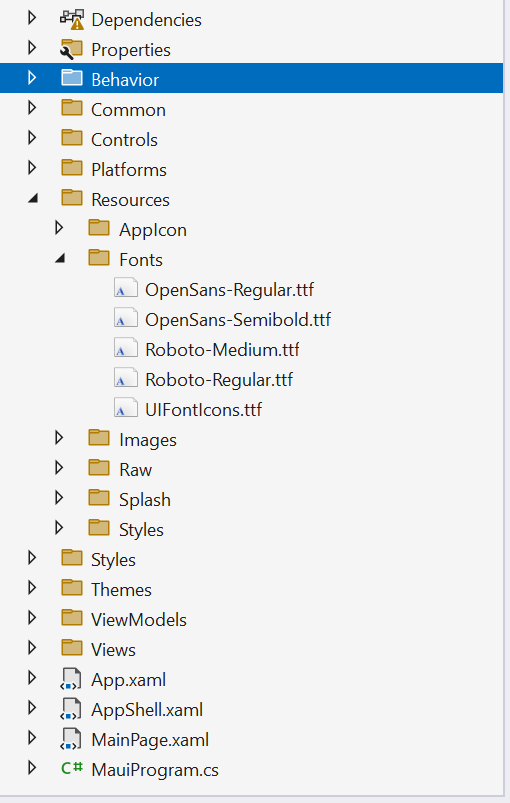 Dependencies
Properties
Behavior
Common
Controls
Platforms
Resources
AppIcon
Fonts
OpenSans-Regular.ttf
OpenSans-Semibold.ttf
Roboto-Medium.ttf
Roboto-Regular.ttf
UIFontIcons.ttf
Images
Raw
Splash
Styles
Styles
Themes
ViewModels
Views
App.xaml
AppShell.xaml
MainPage.xaml
C# MauiProgram.cs